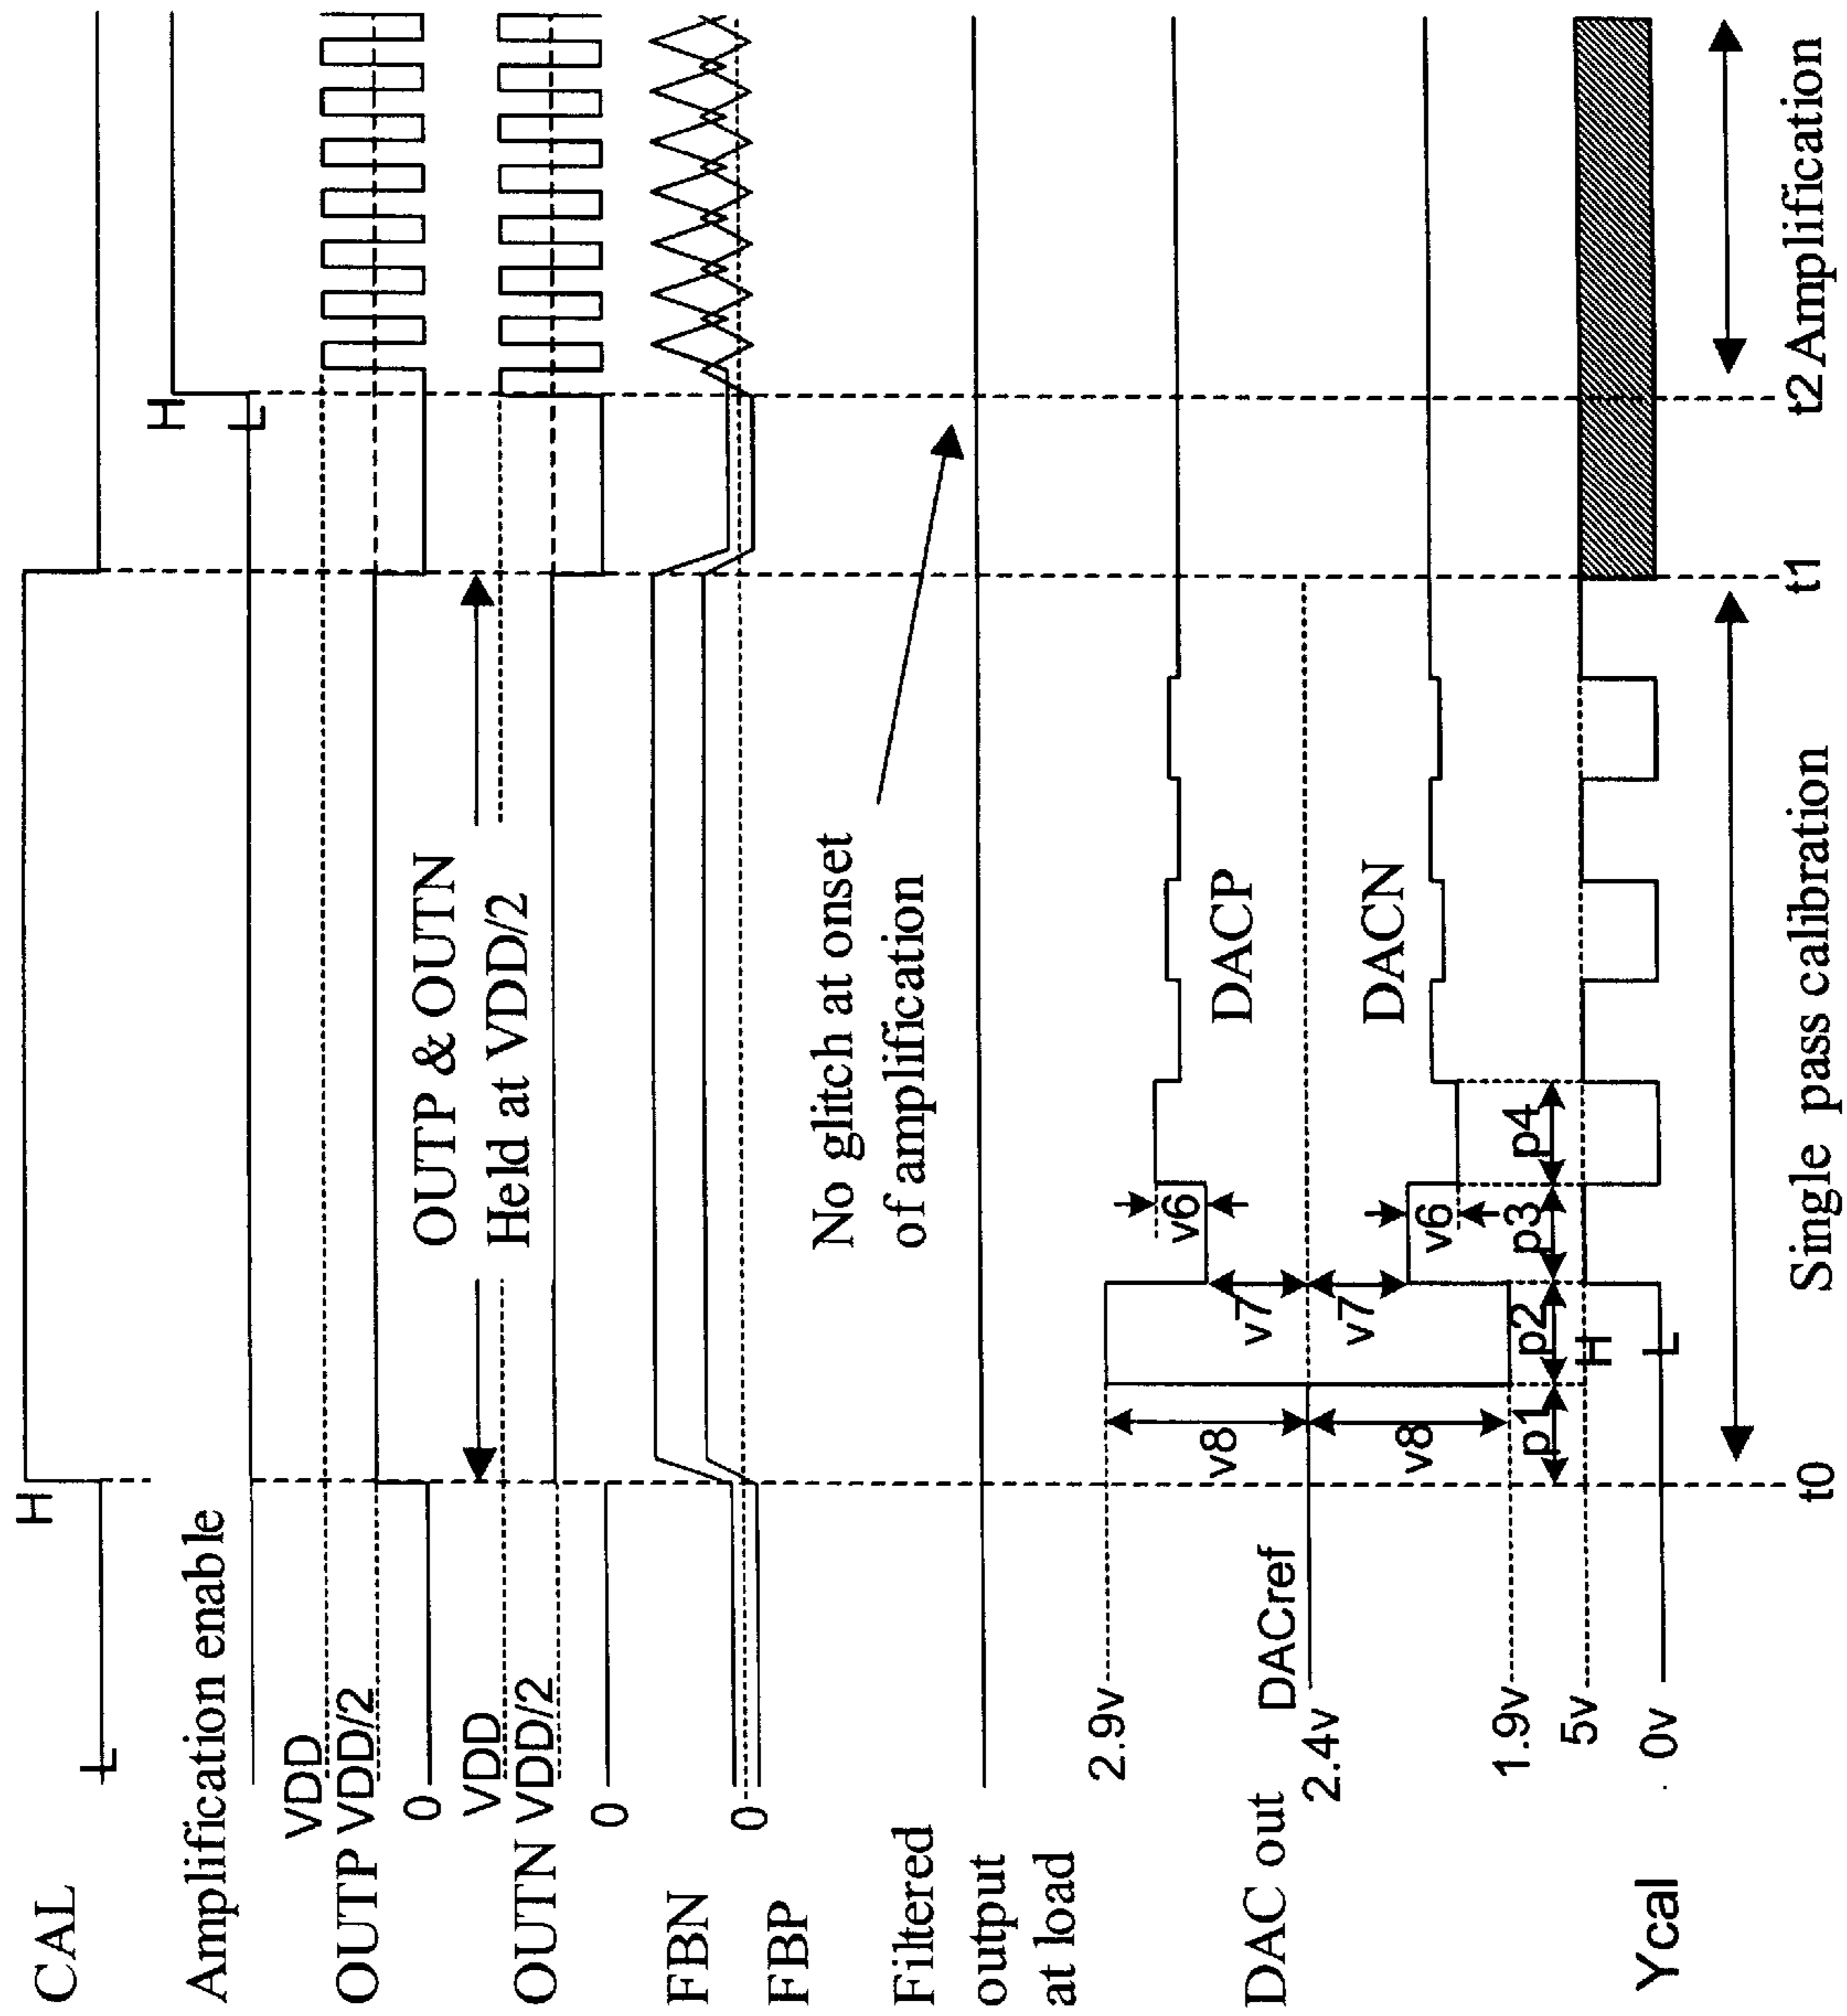 CAL
H
L
Amplification enable
H
L
VDD
OUTP VDD/2
0
VDD
OUTN VDD/2
0
OUTP & OUTN
Held at VDD/2
FBN
0
FBP
Filtered
output
at load
No glitch at onset
of amplification
DAC out
2.9v
DACref
2.4v
1.9v
v8
v8
v7
v7
v6
v6
DACP
DACN
p1
p2
p3
p4
Ycal
5v
0v
H
L
t0
t1
t2
Single pass calibration
Amplification